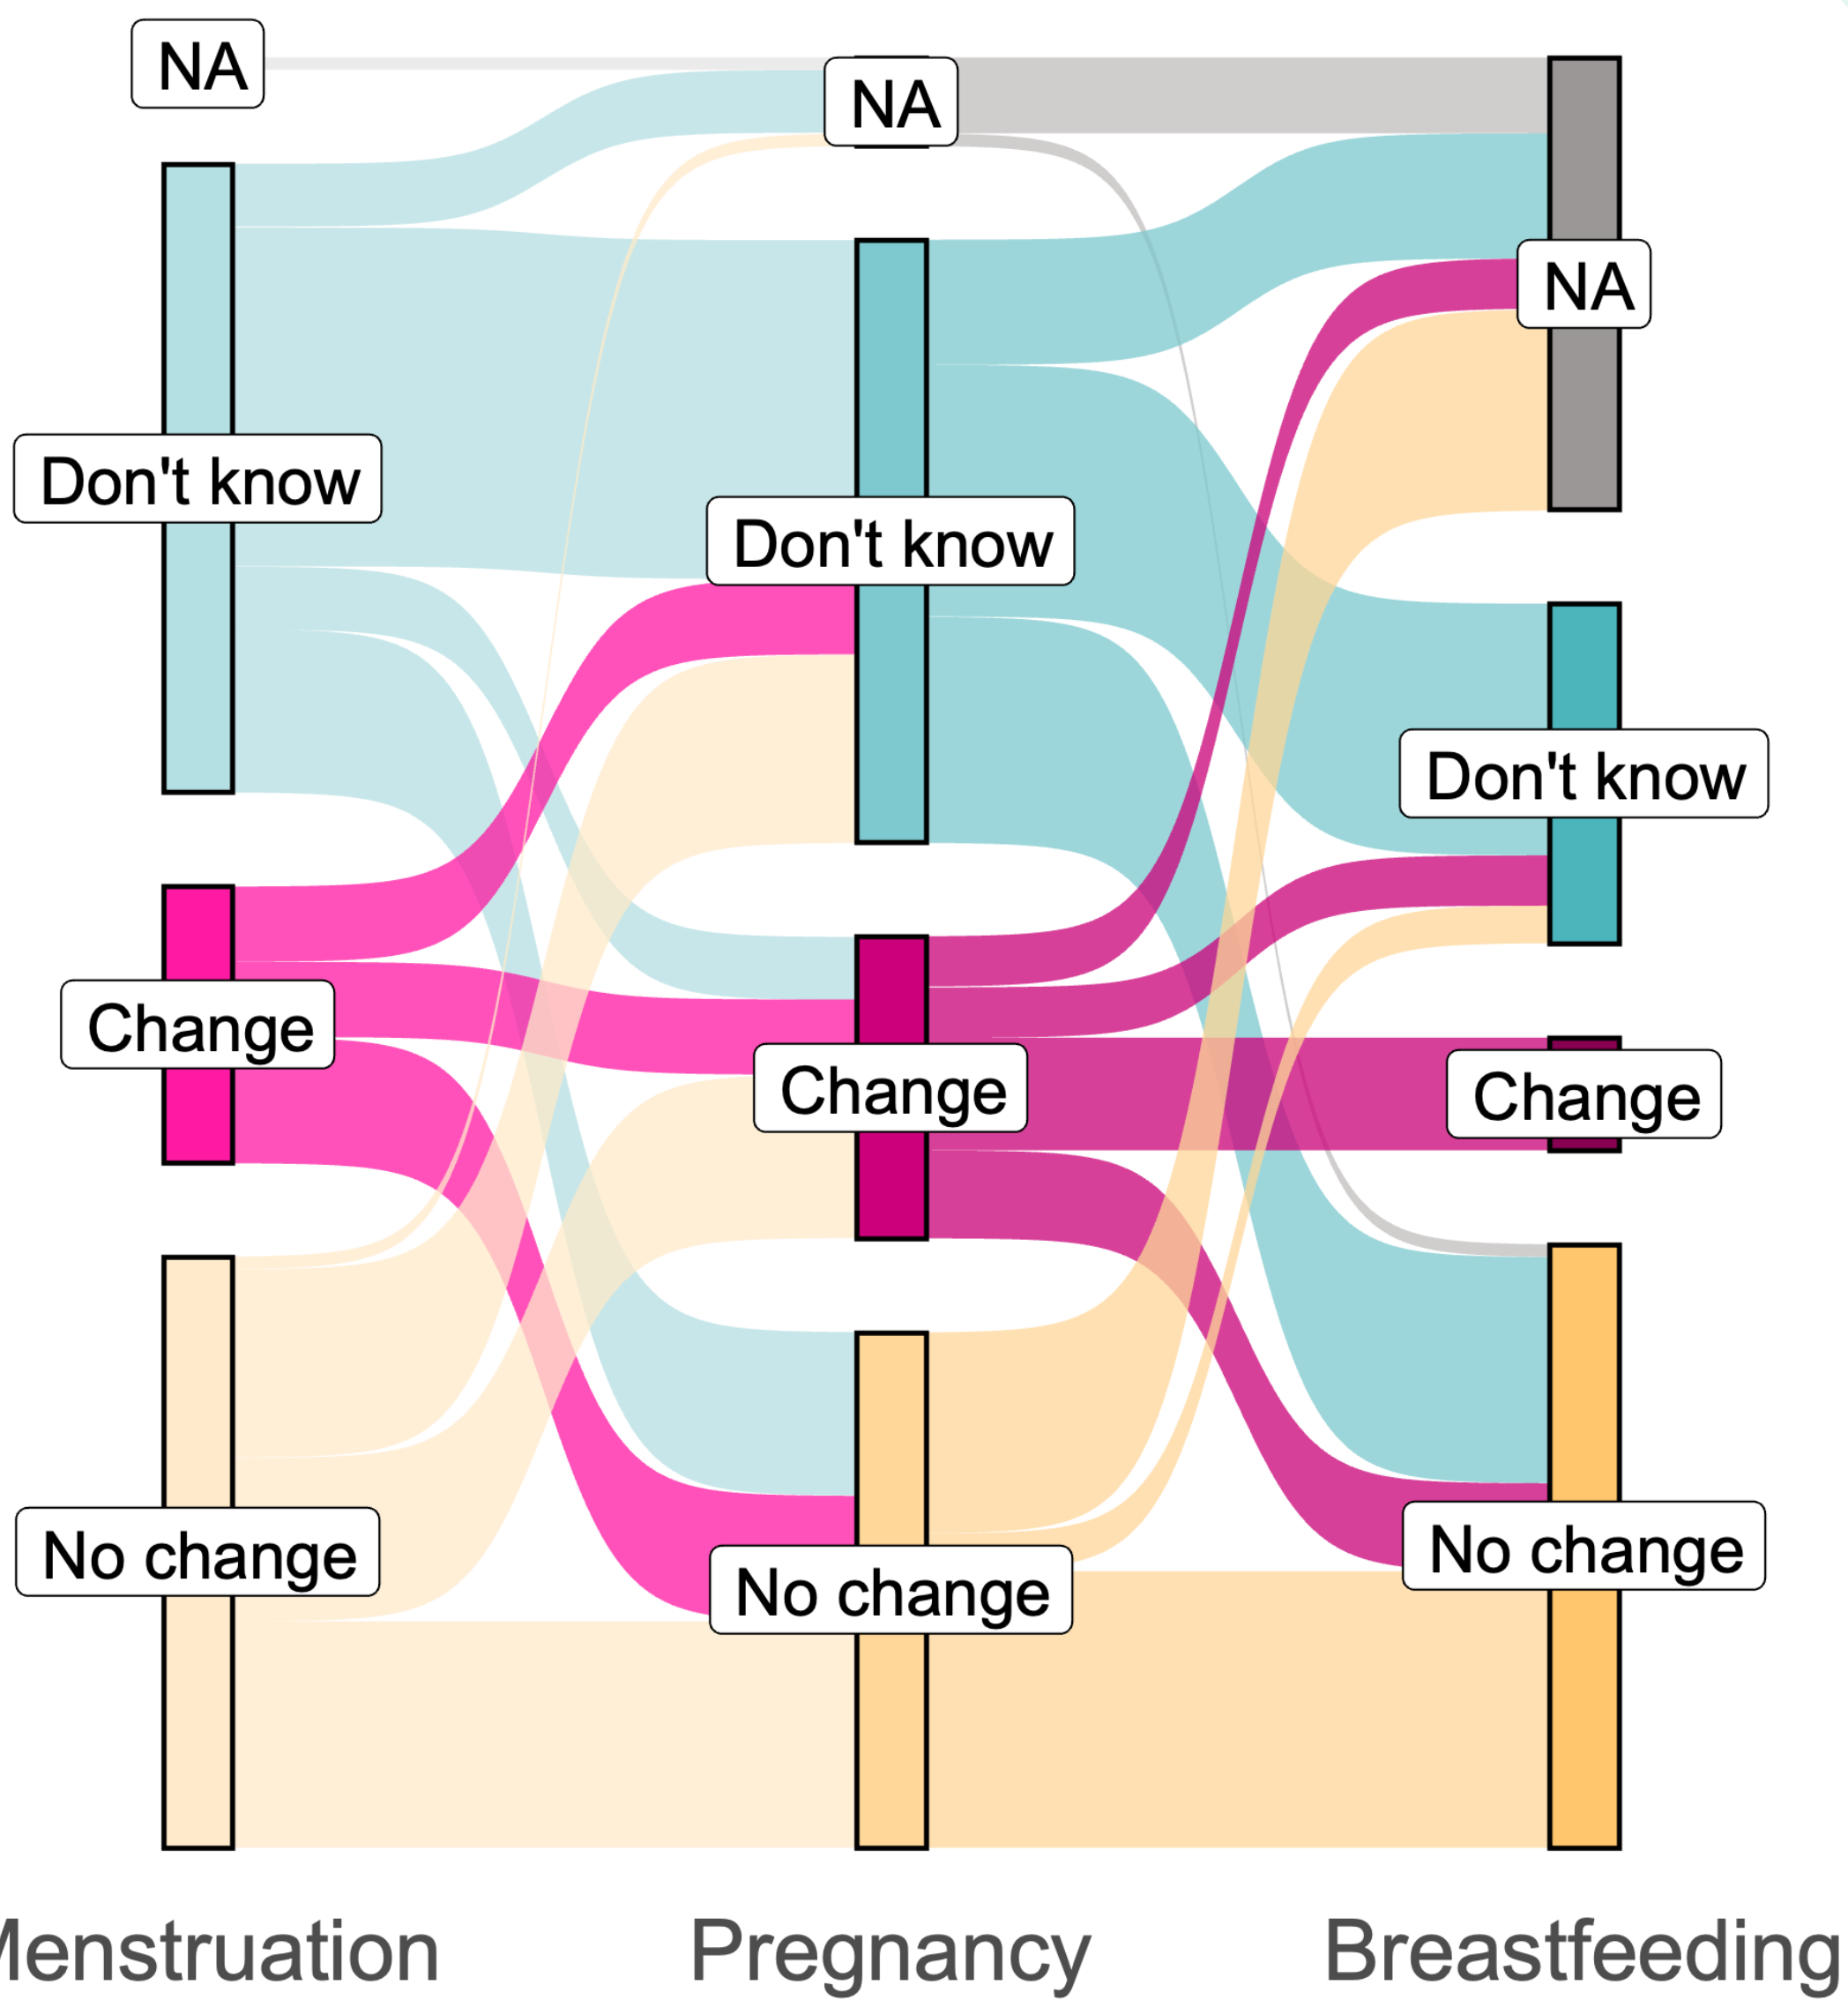 NA
NA
NA
Don't know
Don't know
Don't know
Change
Change
Change
No change
No change
No change
Menstruation
Pregnancy
Breastfeeding